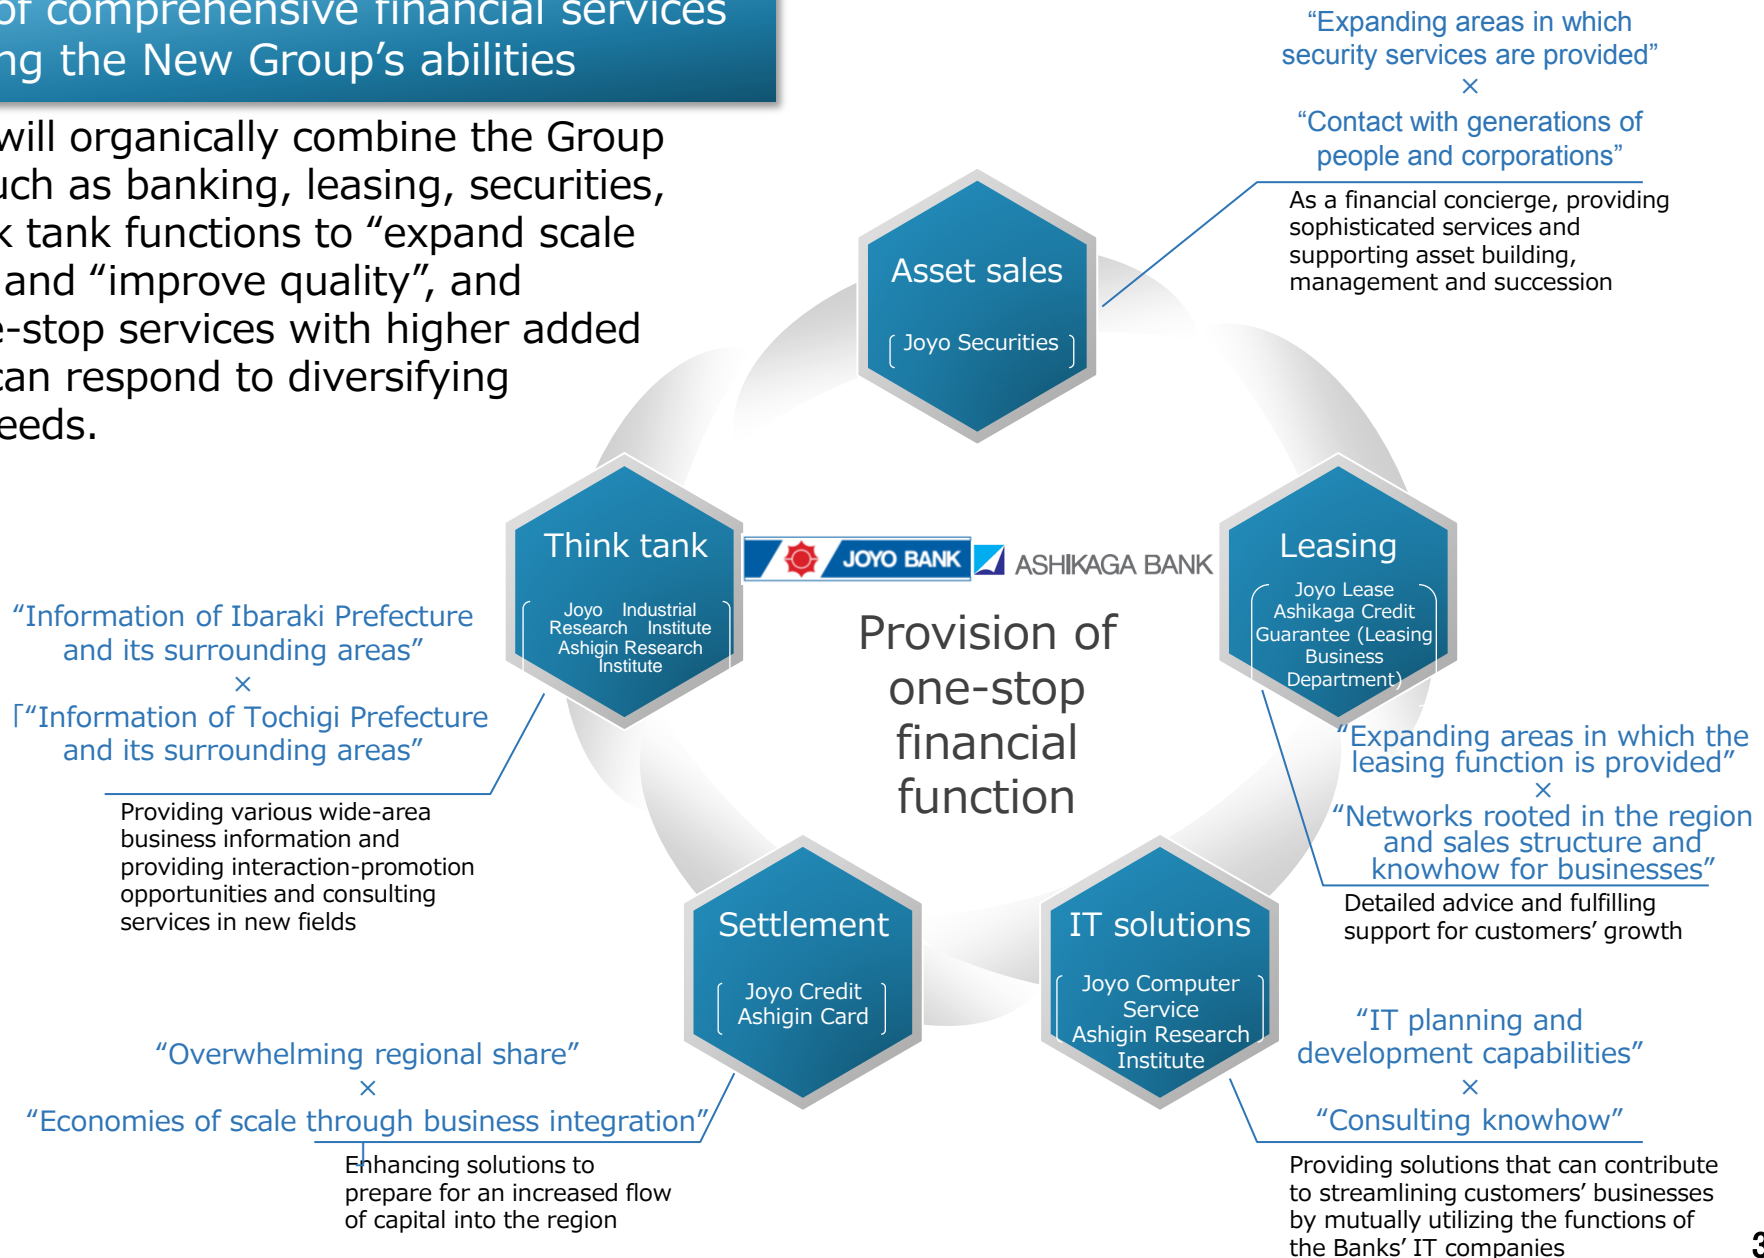 of comprehensive financial services
ng the New Group’s abilities
will organically combine the Group
uch as banking, leasing, securities,
k tank functions to “expand scale
and “improve quality”, and
e-stop services with higher added
can respond to diversifying
eeds.
“Expanding areas in which
security services are provided”
×
“Contact with generations of
people and corporations”
As a financial concierge, providing
sophisticated services and
supporting asset building,
management and succession
Asset sales
Joyo Securities
Think tank
Joyo Industrial
Research Institute
Ashigin Research
Institute
JOYO BANK
ASHIKAGA BANK
Provision of
one-stop
financial
function
Leasing
Joyo Lease
Ashikaga Credit
Guarantee (Leasing
Business
Department)
“Information of Ibaraki Prefecture
and its surrounding areas”
×
「“Information of Tochigi Prefecture
and its surrounding areas”
Providing various wide-area
business information and
providing interaction-promotion
opportunities and consulting
services in new fields
“Expanding areas in which the
leasing function is provided”
×
“Networks rooted in the region
and sales structure and
knowhow for businesses”
Detailed advice and fulfilling
support for customers’ growth
Settlement
Joyo Credit
Ashigin Card
IT solutions
Joyo Computer
Service
Ashigin Research
Institute
“Overwhelming regional share”
×
“Economies of scale through business integration”
」
Enhancing solutions to
prepare for an increased flow
of capital into the region
“IT planning and
development capabilities”
×
“Consulting knowhow”
Providing solutions that can contribute
to streamlining customers’ businesses
by mutually utilizing the functions of
the Banks’ IT companies
3